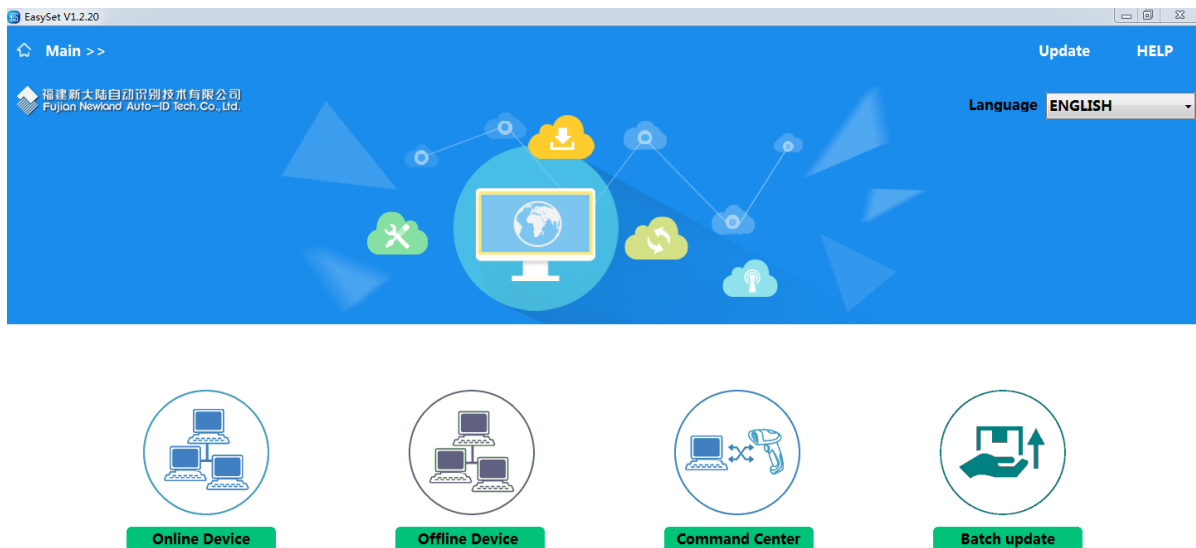 EasySet V1.2.20
Main >>
Update
HELP
福建新大陆自动识别技术有限公司
Fujian Newland Auto-ID Tech.Co.,Ltd.
Language
ENGLISH
Online Device
Offline Device
Command Center
Batch update